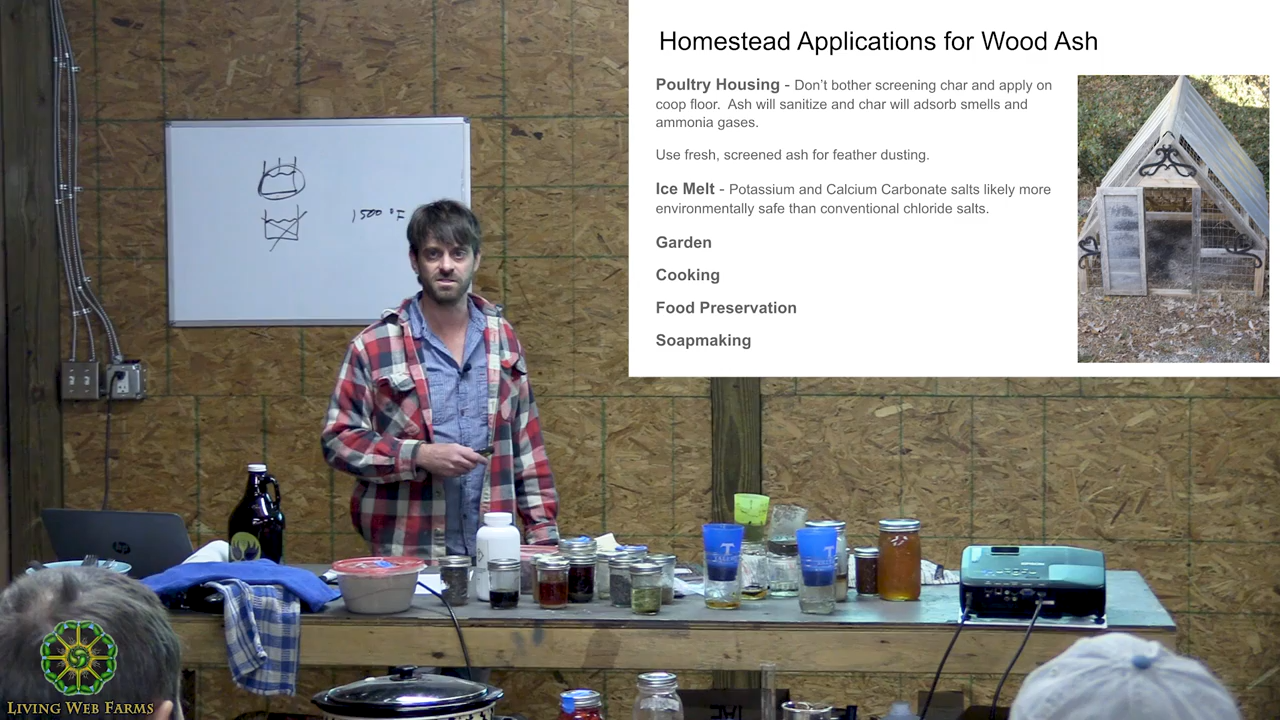 Homestead Applications for Wood Ash
Poultry Housing - Don't bother screening char and apply on
coop floor. Ash will sanitize and char will adsorb smells and
ammonia gases.
Use fresh, screened ash for feather dusting.
Ice Melt - Potassium and Calcium Carbonate salts likely more
environmentally safe than conventional chloride salts.
Garden
Cooking
Food Preservation
Soapmaking
1500 °F
hp
T
T
LIVING WEB FARMS